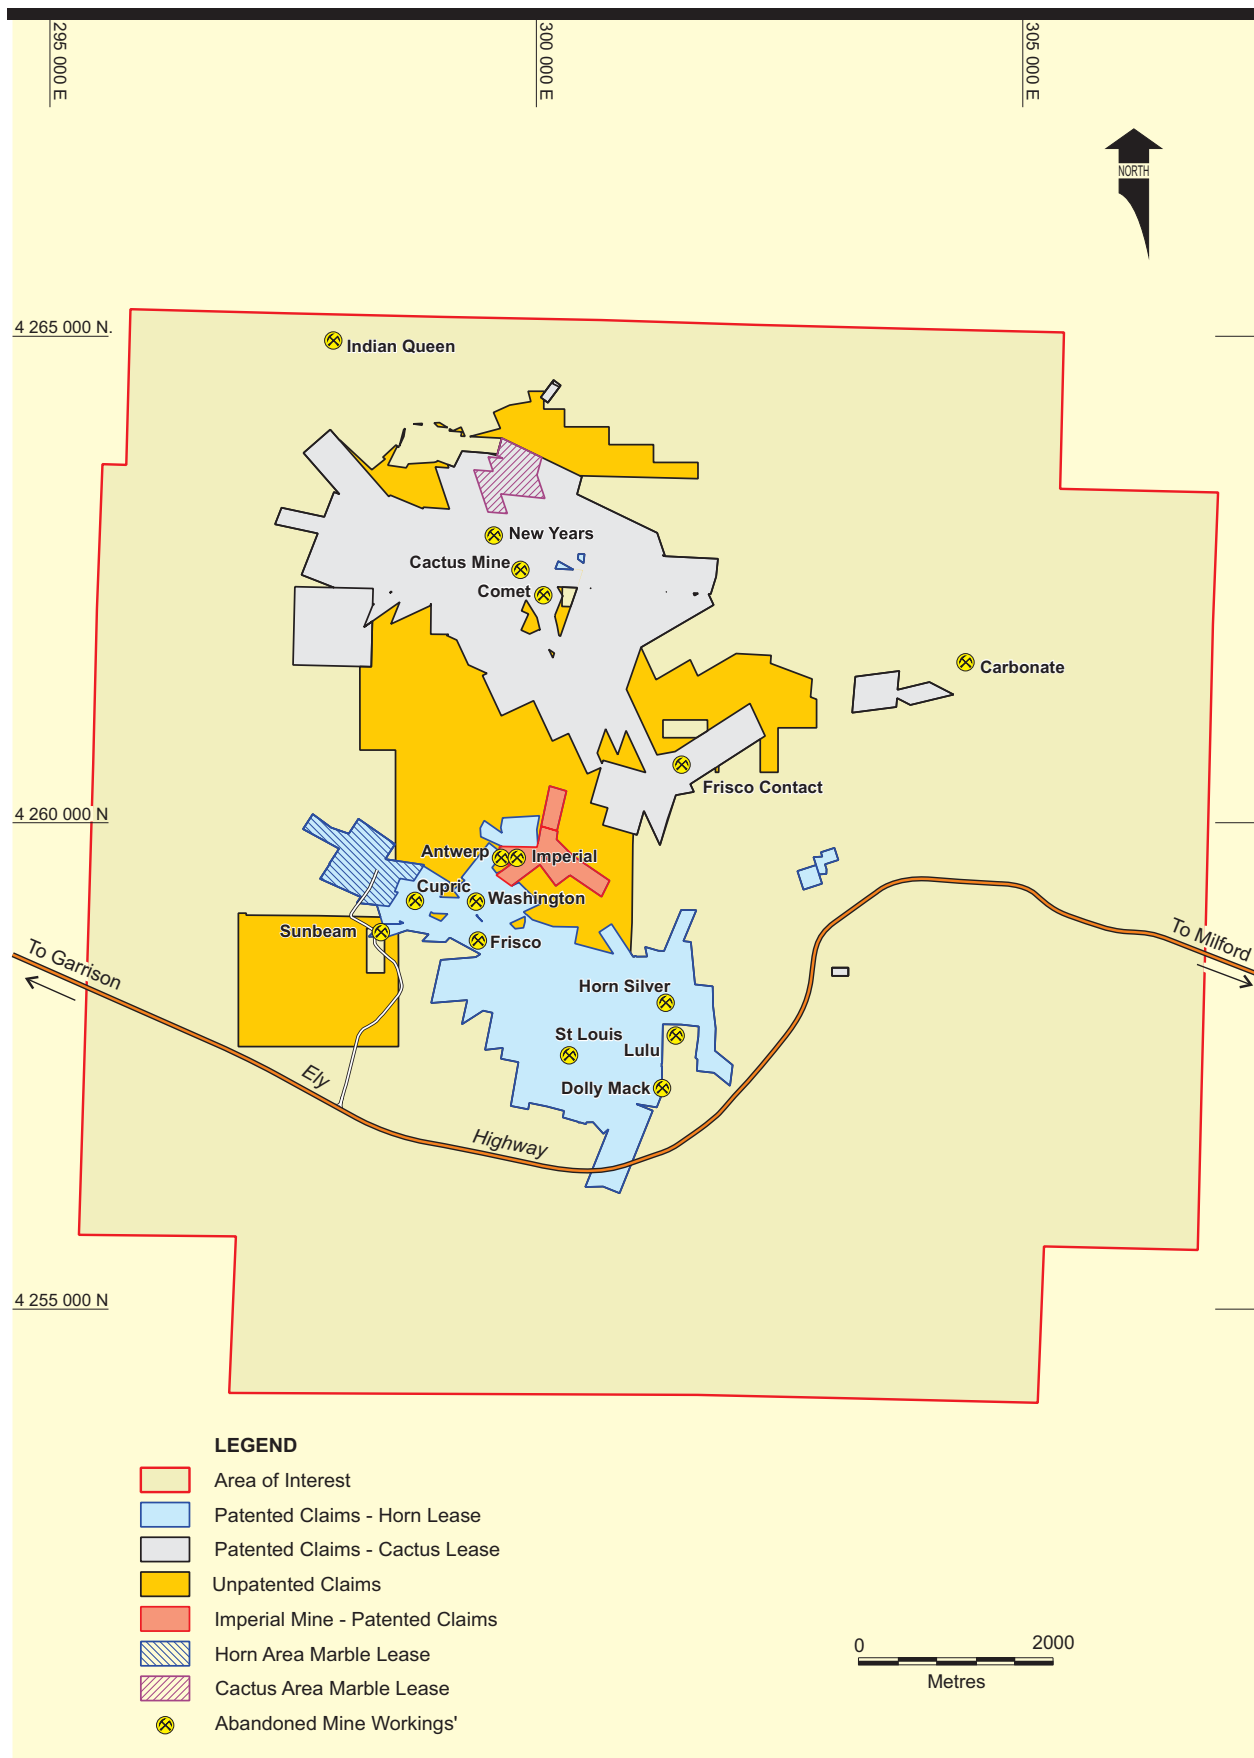 295 000 E
300 000 E
305 000 E
NORTH
4 265 000 N.
Indian Queen
New Years
Cactus Mine
Comet
Carbonate
Frisco Contact
4 260 000 N
Antwerp
Imperial
Cupric
Washington
Sunbeam
Frisco
To Garrison
To Milford
Horn Silver
St Louis
Lulu
Dolly Mack
Ely
Highway
4 255 000 N
LEGEND
Area of Interest
Patented Claims - Horn Lease
Patented Claims - Cactus Lease
Unpatented Claims
Imperial Mine - Patented Claims
Horn Area Marble Lease
Cactus Area Marble Lease
Abandoned Mine Workings'
0 2000
Metres